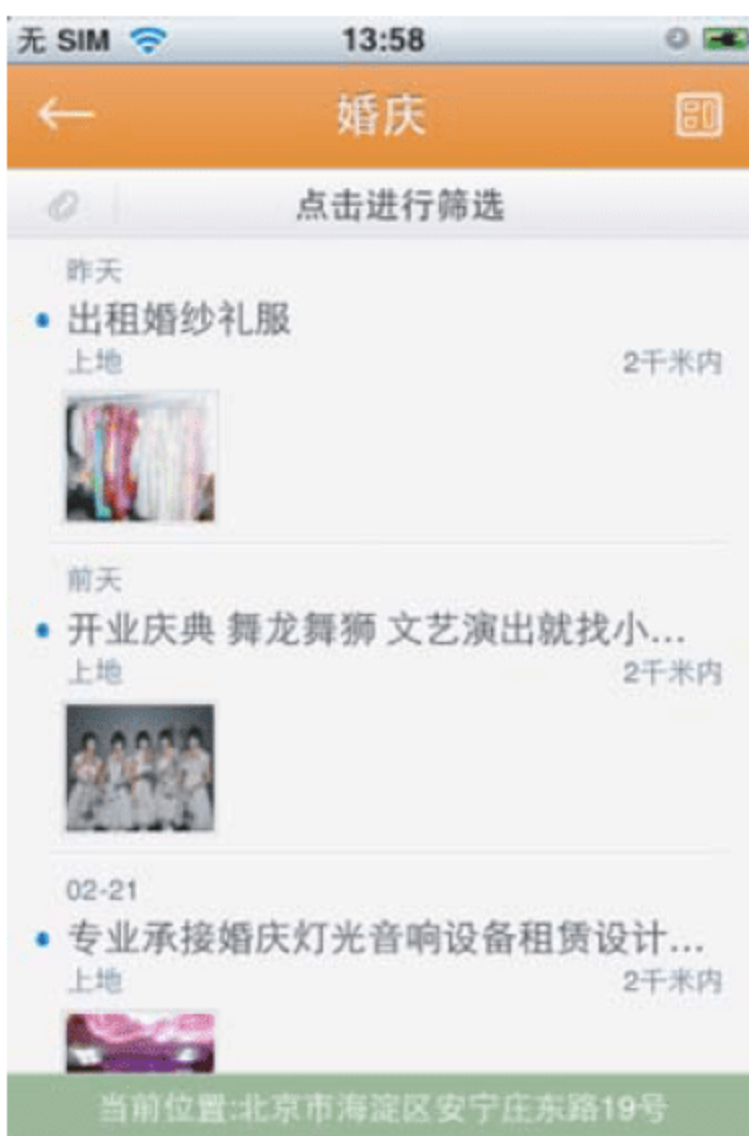 无 SIM 13:58
婚庆
点击进行筛选
昨天
出租婚纱礼服
上地 2千米内
前天
开业庆典 舞龙舞狮 文艺演出就找小...
上地 2千米内
02-21
专业承接婚庆灯光音响设备租赁设计...
上地 2千米内
当前位置:北京市海淀区安宁庄东路19号